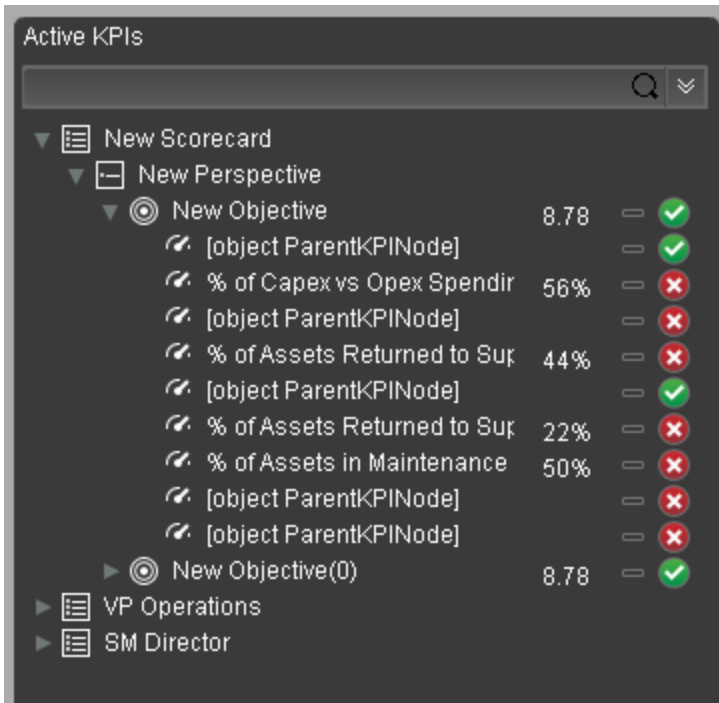 Active KPIs
New Scorecard
New Perspective
New Objective 8.78
[object ParentKPINode]
% of Capex vs Opex Spendir 56%
[object ParentKPINode]
% of Assets Returned to Sup 44%
[object ParentKPINode]
% of Assets Returned to Sup 22%
% of Assets in Maintenance 50%
[object ParentKPINode]
[object ParentKPINode]
New Objective(0) 8.78
VP Operations
SM Director